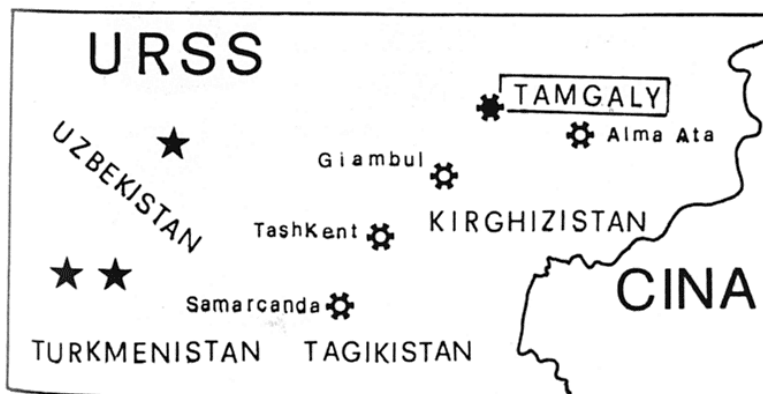 URSS
TAMGALY
Alma Ata
UZBEKISTAN
Giambul
KIRGHIZISTAN
TashKent
CINA
Samarcanda
TURKMENISTAN
TAGIKISTAN